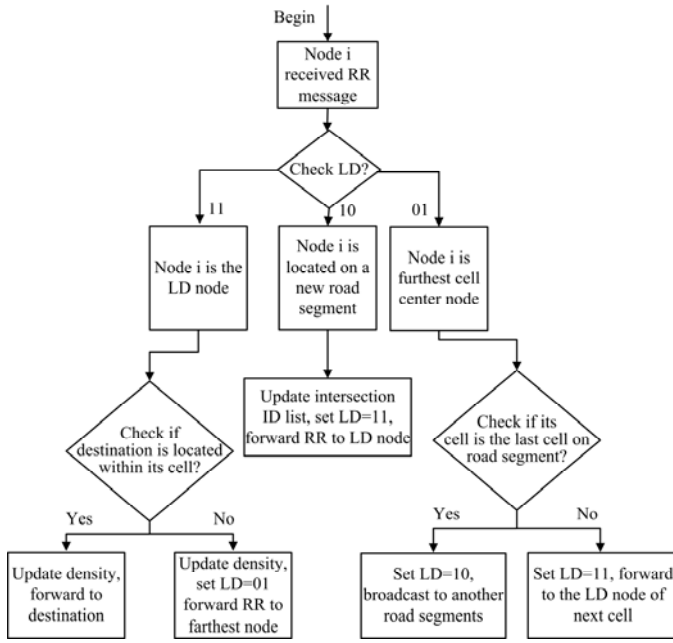 Begin
Node i
received RR
message
Check LD?
11
10
01
Node i is the
LD node
Node i is
located on a
new road
segment
Node i is
furthest cell
center node
Update intersection
ID list, set LD=11,
forward RR to LD node
Check if
destination is located
within its cell?
Check if its
cell is the last cell on
road segment?
Yes
No
Yes
No
Update density,
forward to
destination
Update density,
set LD=01
forward RR to
farthest node
Set LD=10,
broadcast to another
road segments
Set LD=11, forward
to the LD node of
next cell